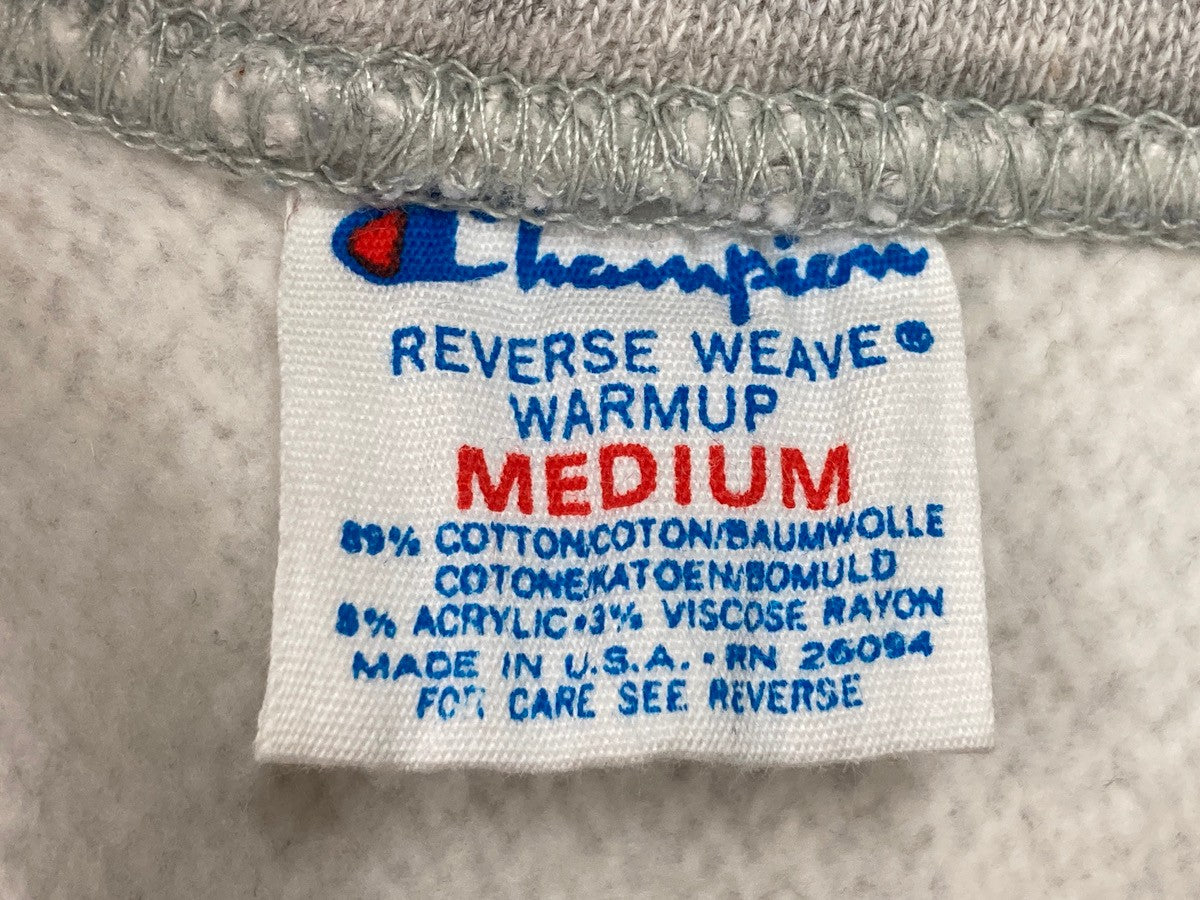 Champion
REVERSE WEAVE®
WARMUP
MEDIUM
89% COTTON/COTON/BAUMWOLLE
COTONE/KATOEN/BOMULD
8% ACRYLIC•3% VISCOSE RAYON
MADE IN U.S.A.•RN 26094
FOR CARE SEE REVERSE